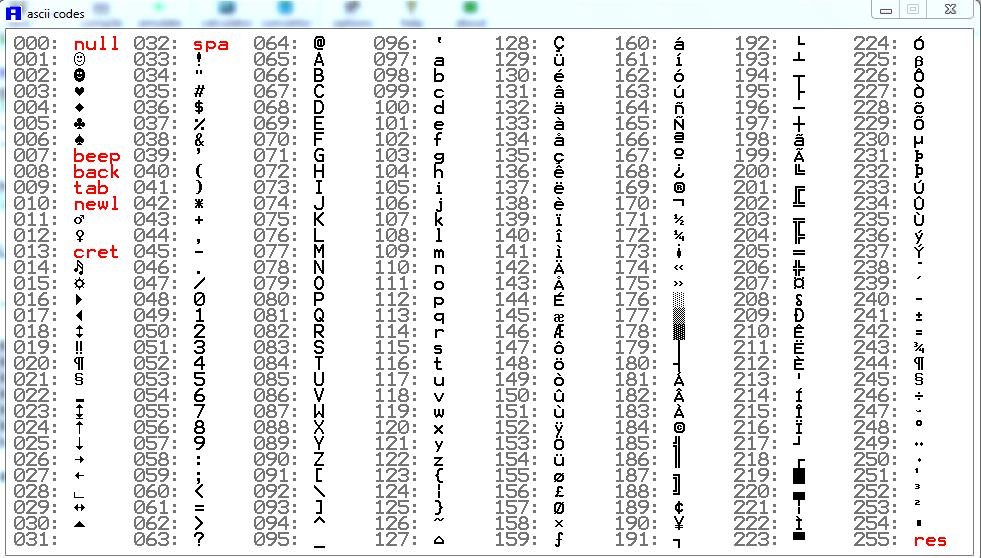 ascii codes
000: null 032: spa 064: @ 096: ` 128: Ç 160: á 192: └ 224: Ó
001: ☺ 033: ! 065: A 097: a 129: ü 161: í 193: ┴ 225: ß
002: ☻ 034: " 066: B 098: b 130: é 162: ó 194: ┬ 226: Ô
003: ♥ 035: # 067: C 099: c 131: â 163: ú 195: ├ 227: Ò
004: ♦ 036: $ 068: D 100: d 132: ä 164: ñ 196: ─ 228: õ
005: ♣ 037: % 069: E 101: e 133: à 165: Ñ 197: ┼ 229: Õ
006: ♠ 038: & 070: F 102: f 134: å 166: ª 198: ã 230: µ
007: beep 039: ' 071: G 103: g 135: ç 167: º 199: Ã 231: þ
008: back 040: ( 072: H 104: h 136: ê 168: ¿ 200: ╚ 232: Þ
009: tab 041: ) 073: I 105: i 137: ë 169: ® 201: ╔ 233: Ú
010: newl 042: * 074: J 106: j 138: è 170: ¬ 202: ╩ 234: Û
011: ♂ 043: + 075: K 107: k 139: ï 171: ½ 203: ╦ 235: Ù
012: ♀ 044: , 076: L 108: l 140: î 172: ¼ 204: ╠ 236: ý
013: cret 045: - 077: M 109: m 141: ì 173: ¡ 205: ═ 237: Ý
014: ♫ 046: . 078: N 110: n 142: Ä 174: « 206: ╬ 238: ¯
015: ☼ 047: / 079: O 111: o 143: Å 175: » 207: ¤ 239: ´
016: ► 048: 0 080: P 112: p 144: É 176: ░ 208: ð 240: -
017: ◄ 049: 1 081: Q 113: q 145: æ 177: ▒ 209: Ð 241: ±
018: ↕ 050: 2 082: R 114: r 146: Æ 178: ▓ 210: Ê 242: ‗
019: ‼ 051: 3 083: S 115: s 147: ô 179: │ 211: Ë 243: ¾
020: ¶ 052: 4 084: T 116: t 148: ö 180: ┤ 212: È 244: ¶
021: § 053: 5 085: U 117: u 149: ò 181: Á 213: ı 245: §
022: ▬ 054: 6 086: V 118: v 150: û 182: Â 214: Í 246: ÷
023: ↨ 055: 7 087: W 119: w 151: ù 183: À 215: Î 247: ¸
024: ↑ 056: 8 088: X 120: x 152: ÿ 184: © 216: Ï 248: °
025: ↓ 057: 9 089: Y 121: y 153: Ö 185: ╣ 217: ┘ 249: ¨
026: → 058: : 090: Z 122: z 154: Ü 186: ║ 218: ┌ 250: ·
027: ← 059: ; 091: [ 123: { 155: ø 187: ╗ 219: █ 251: ¹
028: ∟ 060: < 092: \ 124: | 156: £ 188: ╝ 220: ▄ 252: ³
029: ↔ 061: = 093: ] 125: } 157: Ø 189: ¢ 221: ¦ 253: ²
030: ▲ 062: > 094: ^ 126: ~ 158: × 190: ¥ 222: Ì 254: ■
031: 063: ? 095: _ 127: ⌂ 159: ƒ 191: ┐ 223: ▀ 255: res